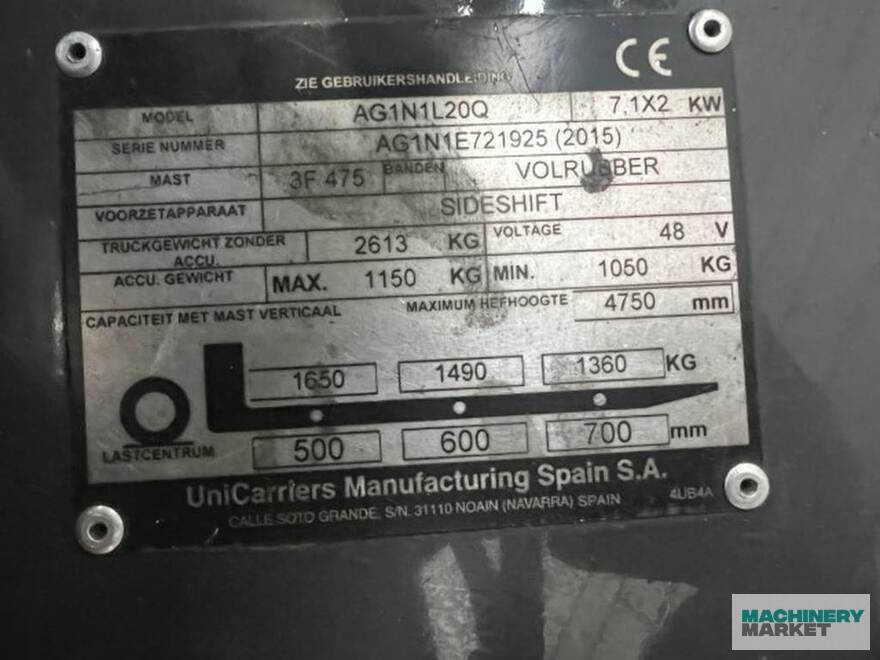 CE
ZIE GEBRUIKERSHANDLEIDING
MODEL AG1N1L20Q 7,1X2 KW
SERIE NUMMER AG1N1E721925 (2015)
MAST 3F 475 BANDEN VOLRUBBER
VOORZETAPPARAAT SIDESHIFT
TRUCKGEWICHT ZONDER ACCU. 2613 KG VOLTAGE 48 V
ACCU. GEWICHT MAX. 1150 KG MIN. 1050 KG
CAPACITEIT MET MAST VERTICAAL MAXIMUM HEFHOOGTE 4750 mm
1650 1490 1360 KG
LASTCENTRUM 500 600 700 mm
UniCarriers Manufacturing Spain S.A.
CALLE SOTO GRANDE, S/N. 31110 NOAIN (NAVARRA) SPAIN 4UB4A
MACHINERY
MARKET